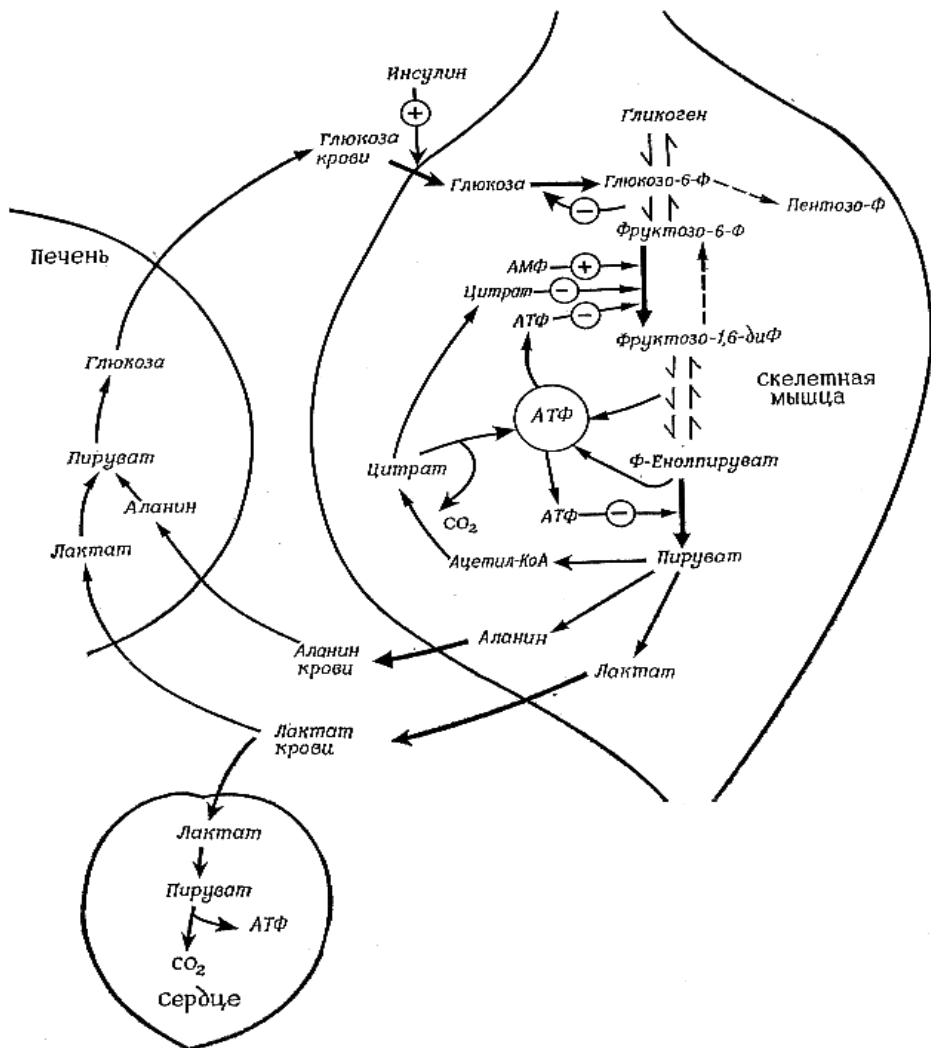 Инсулин
+
Гликоген
Глюкоза
крови
Глюкоза
Глюкозо-6-Ф
Пентозо-Ф
−
Фруктозо-6-Ф
Печень
АМФ
+
Цитрат
−
АТФ
−
Фруктозо-1,6-диФ
Глюкоза
Скелетная
мышца
АТФ
Пируват
Цитрат
Ф-Енолпируват
Аланин
CO2
АТФ
−
Лактат
Ацетил-КоА
Пируват
Аланин
Аланин
крови
Лактат
Лактат
крови
Лактат
Пируват
АТФ
CO2
Сердце